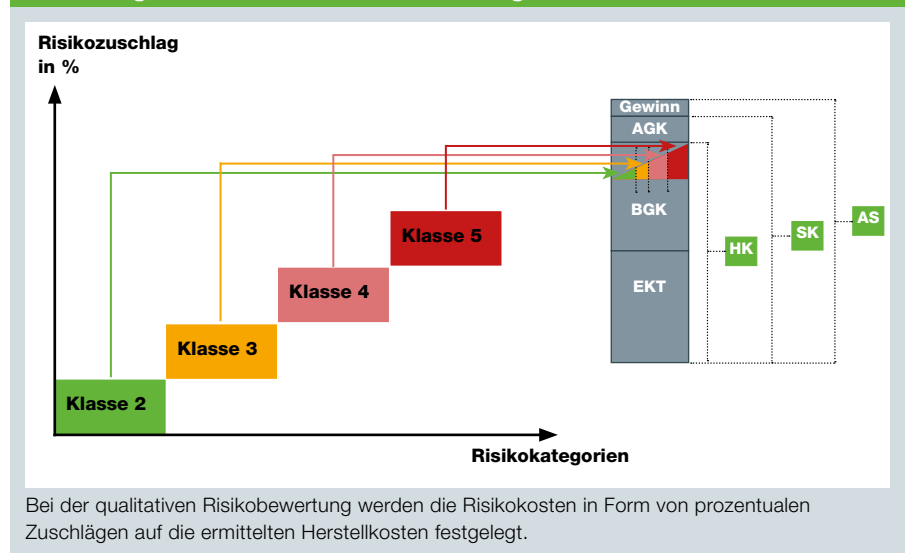 Risikozuschlag
in %
Gewinn
AGK
BGK
EKT
HK
SK
AS
Klasse 5
Klasse 4
Klasse 3
Klasse 2
Risikokategorien
Bei der qualitativen Risikobewertung werden die Risikokosten in Form von prozentualen
Zuschlägen auf die ermittelten Herstellkosten festgelegt.